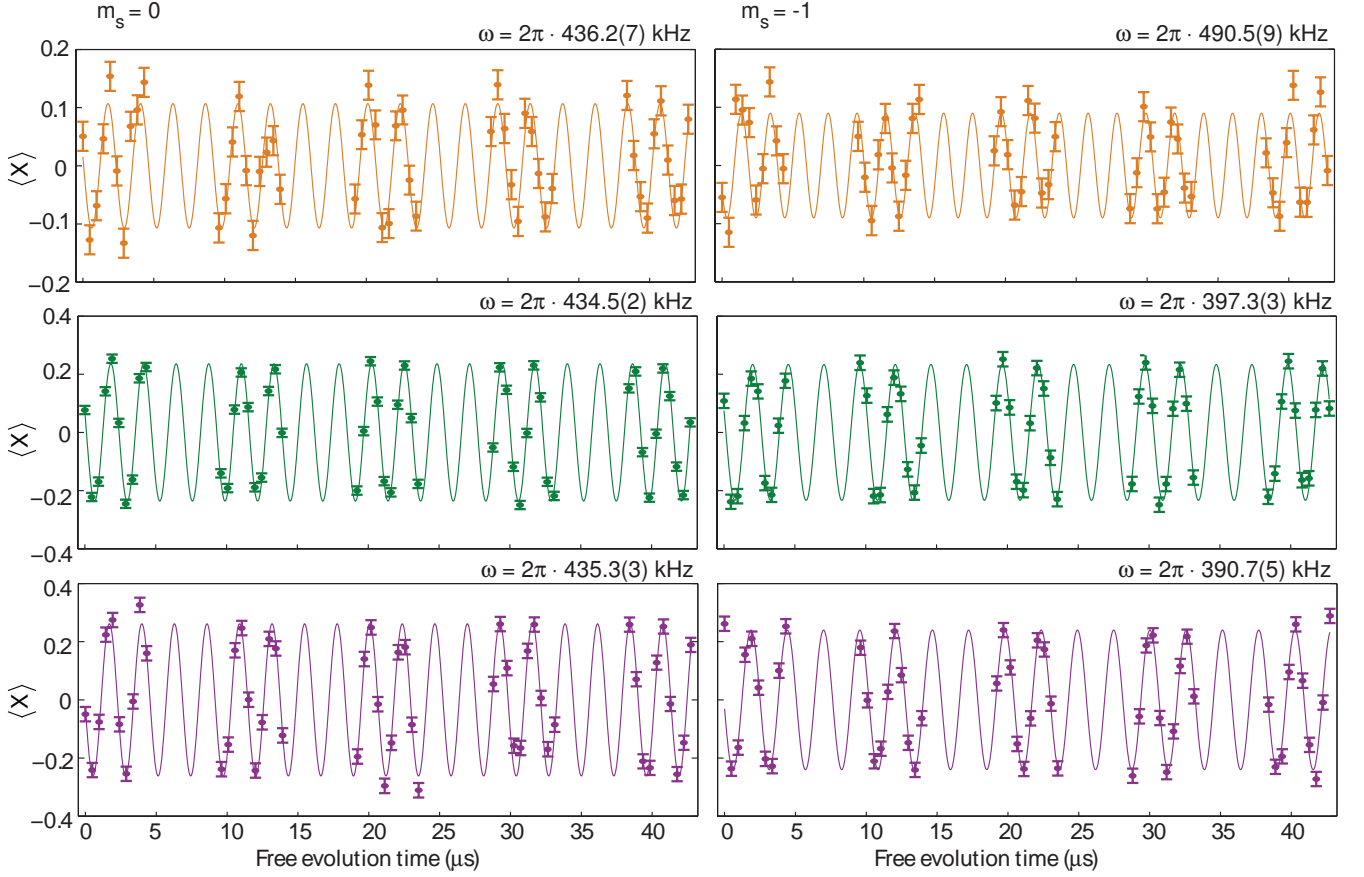 m_s = 0
m_s = -1
ω = 2π · 436.2(7) kHz
ω = 2π · 490.5(9) kHz
0.2
0.1
0
−0.1
−0.2
⟨X⟩
ω = 2π · 434.5(2) kHz
ω = 2π · 397.3(3) kHz
0.4
0.2
0
−0.2
−0.4
⟨X⟩
ω = 2π · 435.3(3) kHz
ω = 2π · 390.7(5) kHz
0.4
0.2
0
−0.2
−0.4
⟨X⟩
0 5 10 15 20 25 30 35 40
0 5 10 15 20 25 30 35 40
Free evolution time (μs)
Free evolution time (μs)